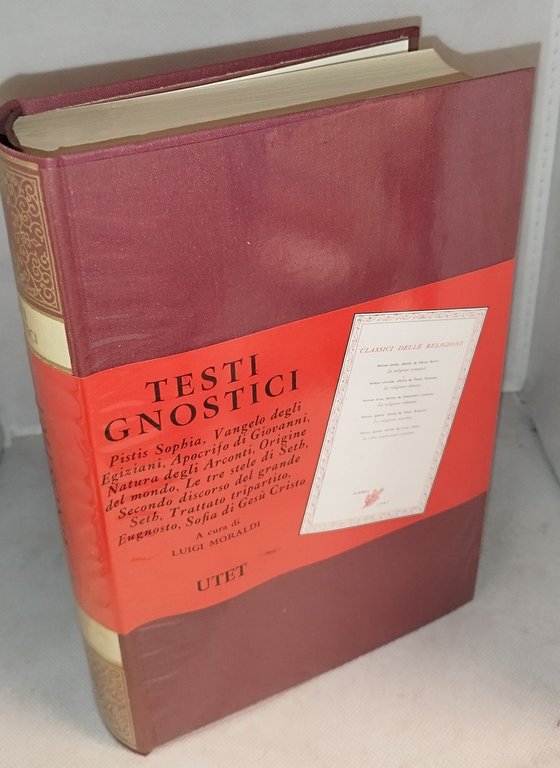 TESTI
GNOSTICI
Pistis Sophia, Vangelo degli
Egiziani, Apocrifo di Giovanni,
Natura degli Arconti, Origine
del mondo, Le tre stele di Seth,
Secondo discorso del grande
Seth, Trattato tripartito,
Eugnosto, Sofia di Gesù Cristo
A cura di
LUIGI MORALDI
UTET
CLASSICI DELLE RELIGIONI